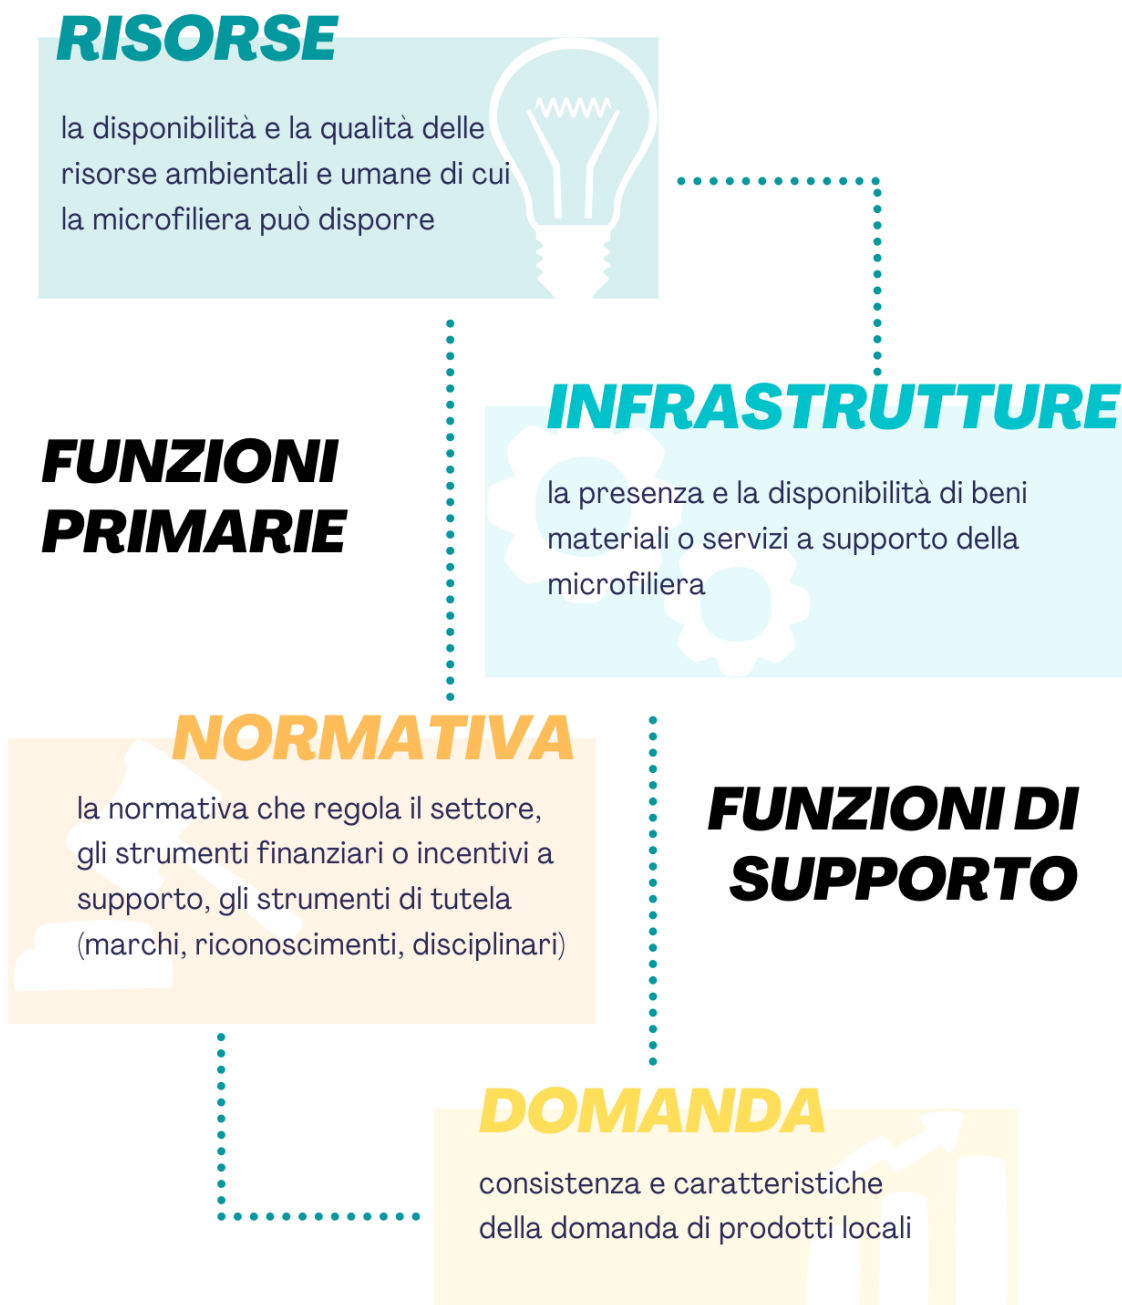 RISORSE
la disponibilità e la qualità delle
risorse ambientali e umane di cui
la microfiliera può disporre
INFRASTRUTTURE
la presenza e la disponibilità di beni
materiali o servizi a supporto della
microfiliera
FUNZIONI
PRIMARIE
NORMATIVA
la normativa che regola il settore,
gli strumenti finanziari o incentivi a
supporto, gli strumenti di tutela
(marchi, riconoscimenti, disciplinari)
FUNZIONI DI
SUPPORTO
DOMANDA
consistenza e caratteristiche
della domanda di prodotti locali